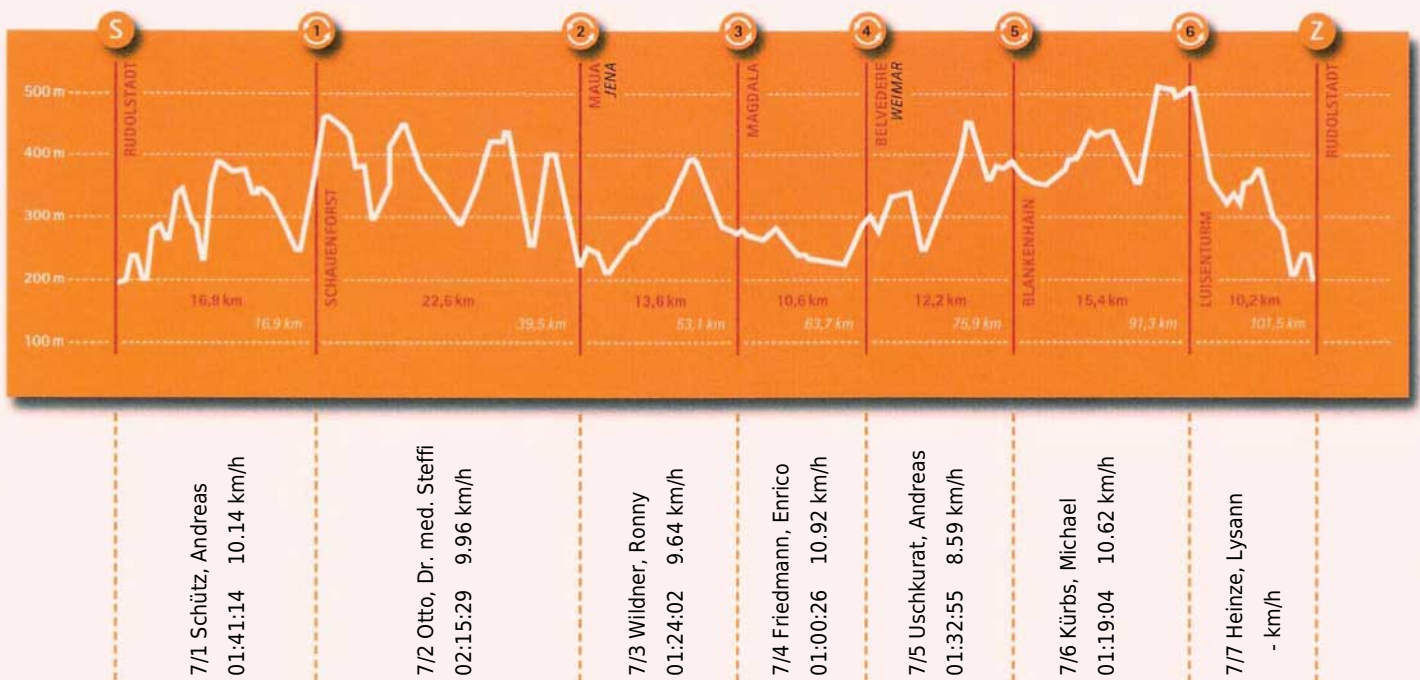 S
1
2
3
4
5
6
Z
500 m
400 m
300 m
200 m
100 m
RUDOLSTADT
SCHAUENFORST
MAUA
JENA
MAGDALA
BELVEDERE
WEIMAR
BLANKENHAIN
LUISENTURM
RUDOLSTADT
16,9 km
22,6 km
13,6 km
10,6 km
12,2 km
15,4 km
10,2 km
16,9 km
39,5 km
53,1 km
63,7 km
75,9 km
91,3 km
101,5 km
7/1 Schütz, Andreas
01:41:14 10.14 km/h
7/2 Otto, Dr. med. Steffi
02:15:29 9.96 km/h
7/3 Wildner, Ronny
01:24:02 9.64 km/h
7/4 Friedmann, Enrico
01:00:26 10.92 km/h
7/5 Uschkurat, Andreas
01:32:55 8.59 km/h
7/6 Kürbs, Michael
01:19:04 10.62 km/h
7/7 Heinze, Lysann
- km/h